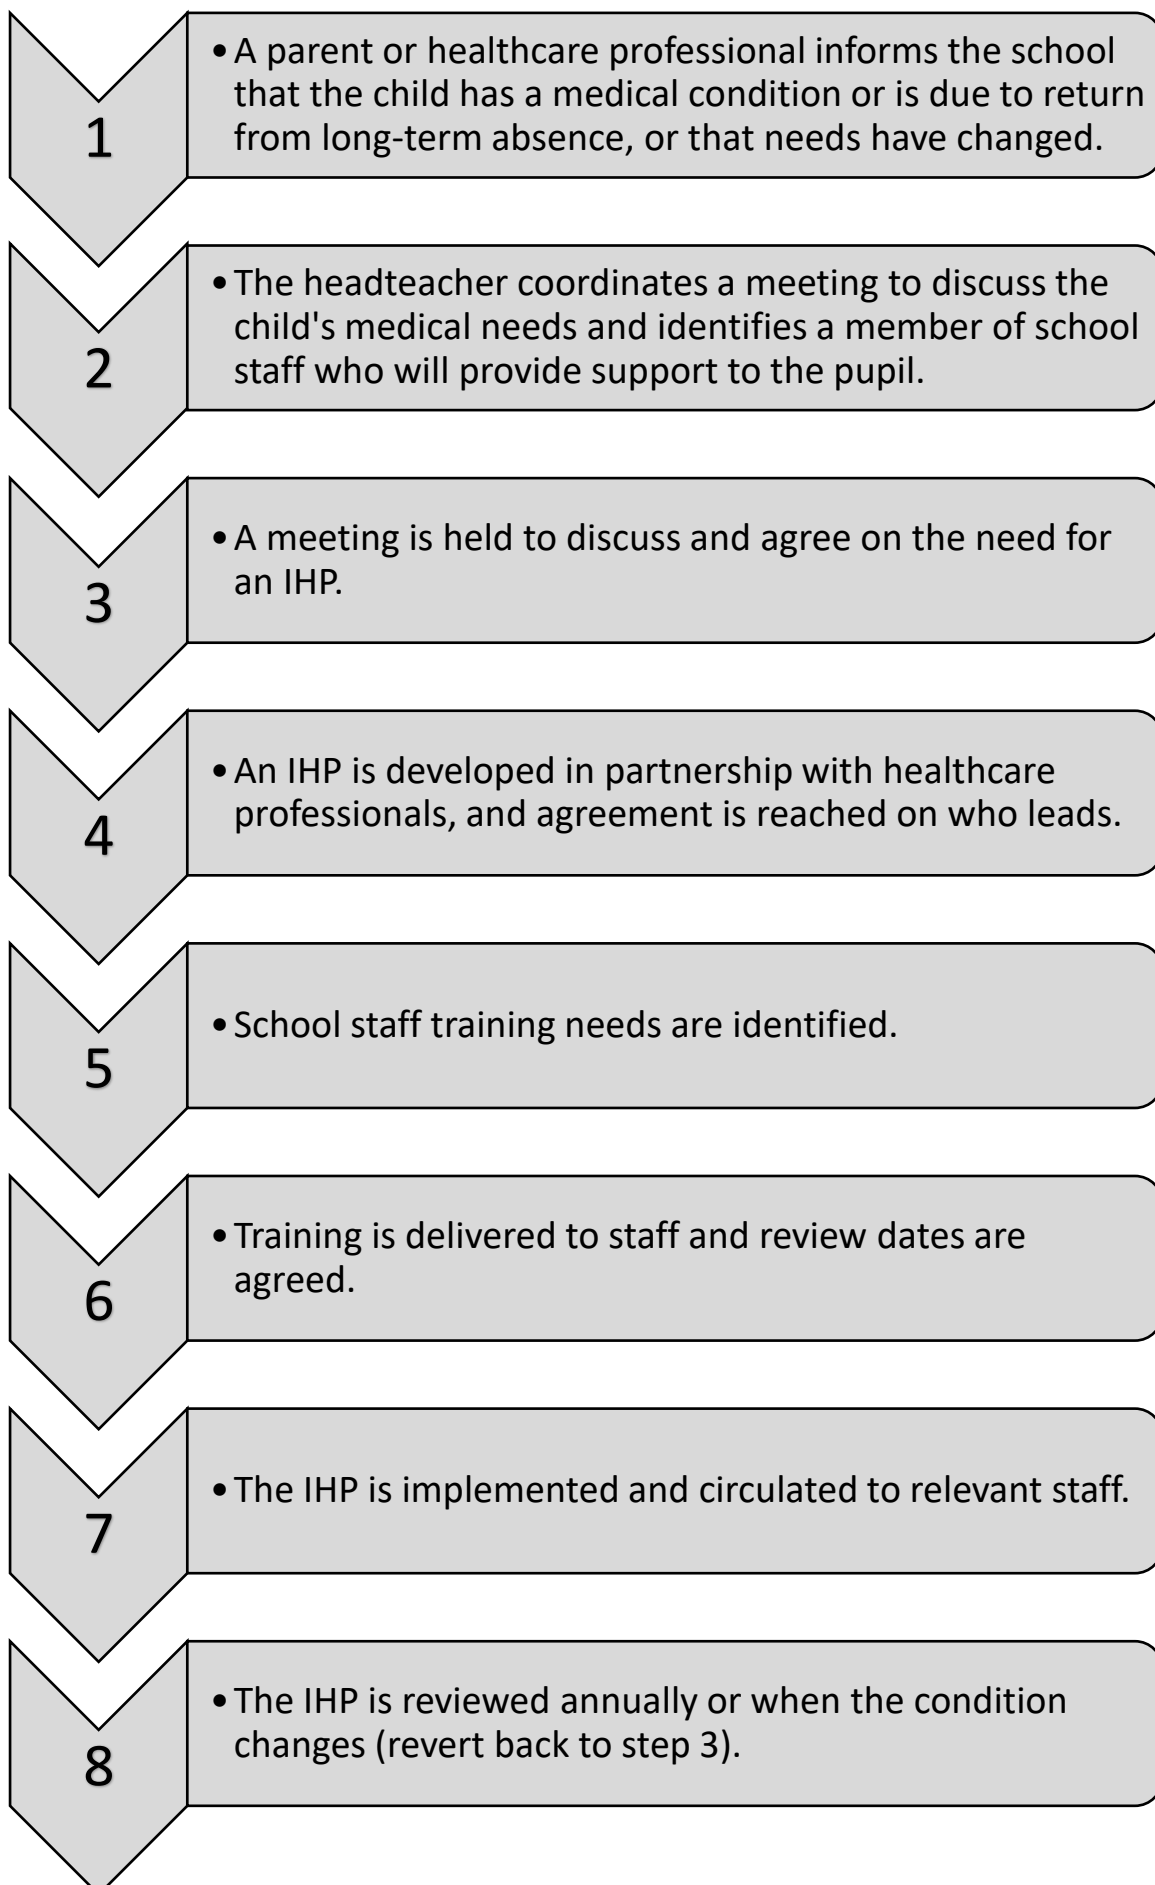 1
• A parent or healthcare professional informs the school
that the child has a medical condition or is due to return
from long-term absence, or that needs have changed.
2
• The headteacher coordinates a meeting to discuss the
child's medical needs and identifies a member of school
staff who will provide support to the pupil.
3
• A meeting is held to discuss and agree on the need for
an IHP.
4
• An IHP is developed in partnership with healthcare
professionals, and agreement is reached on who leads.
5
• School staff training needs are identified.
6
• Training is delivered to staff and review dates are
agreed.
7
• The IHP is implemented and circulated to relevant staff.
8
• The IHP is reviewed annually or when the condition
changes (revert back to step 3).